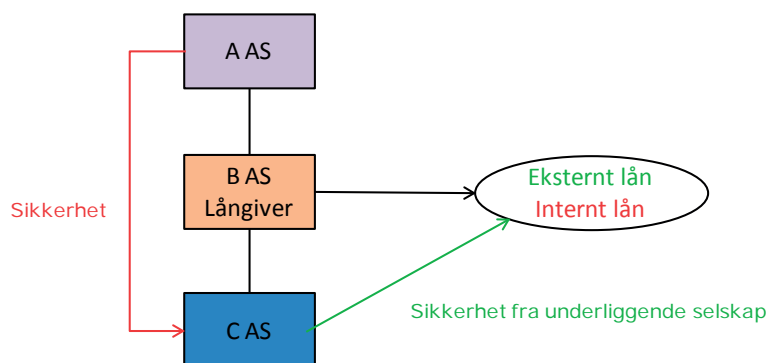 A AS
B AS
Långiver
Eksternt lån
Internt lån
Sikkerhet
C AS
Sikkerhet fra underliggende selskap